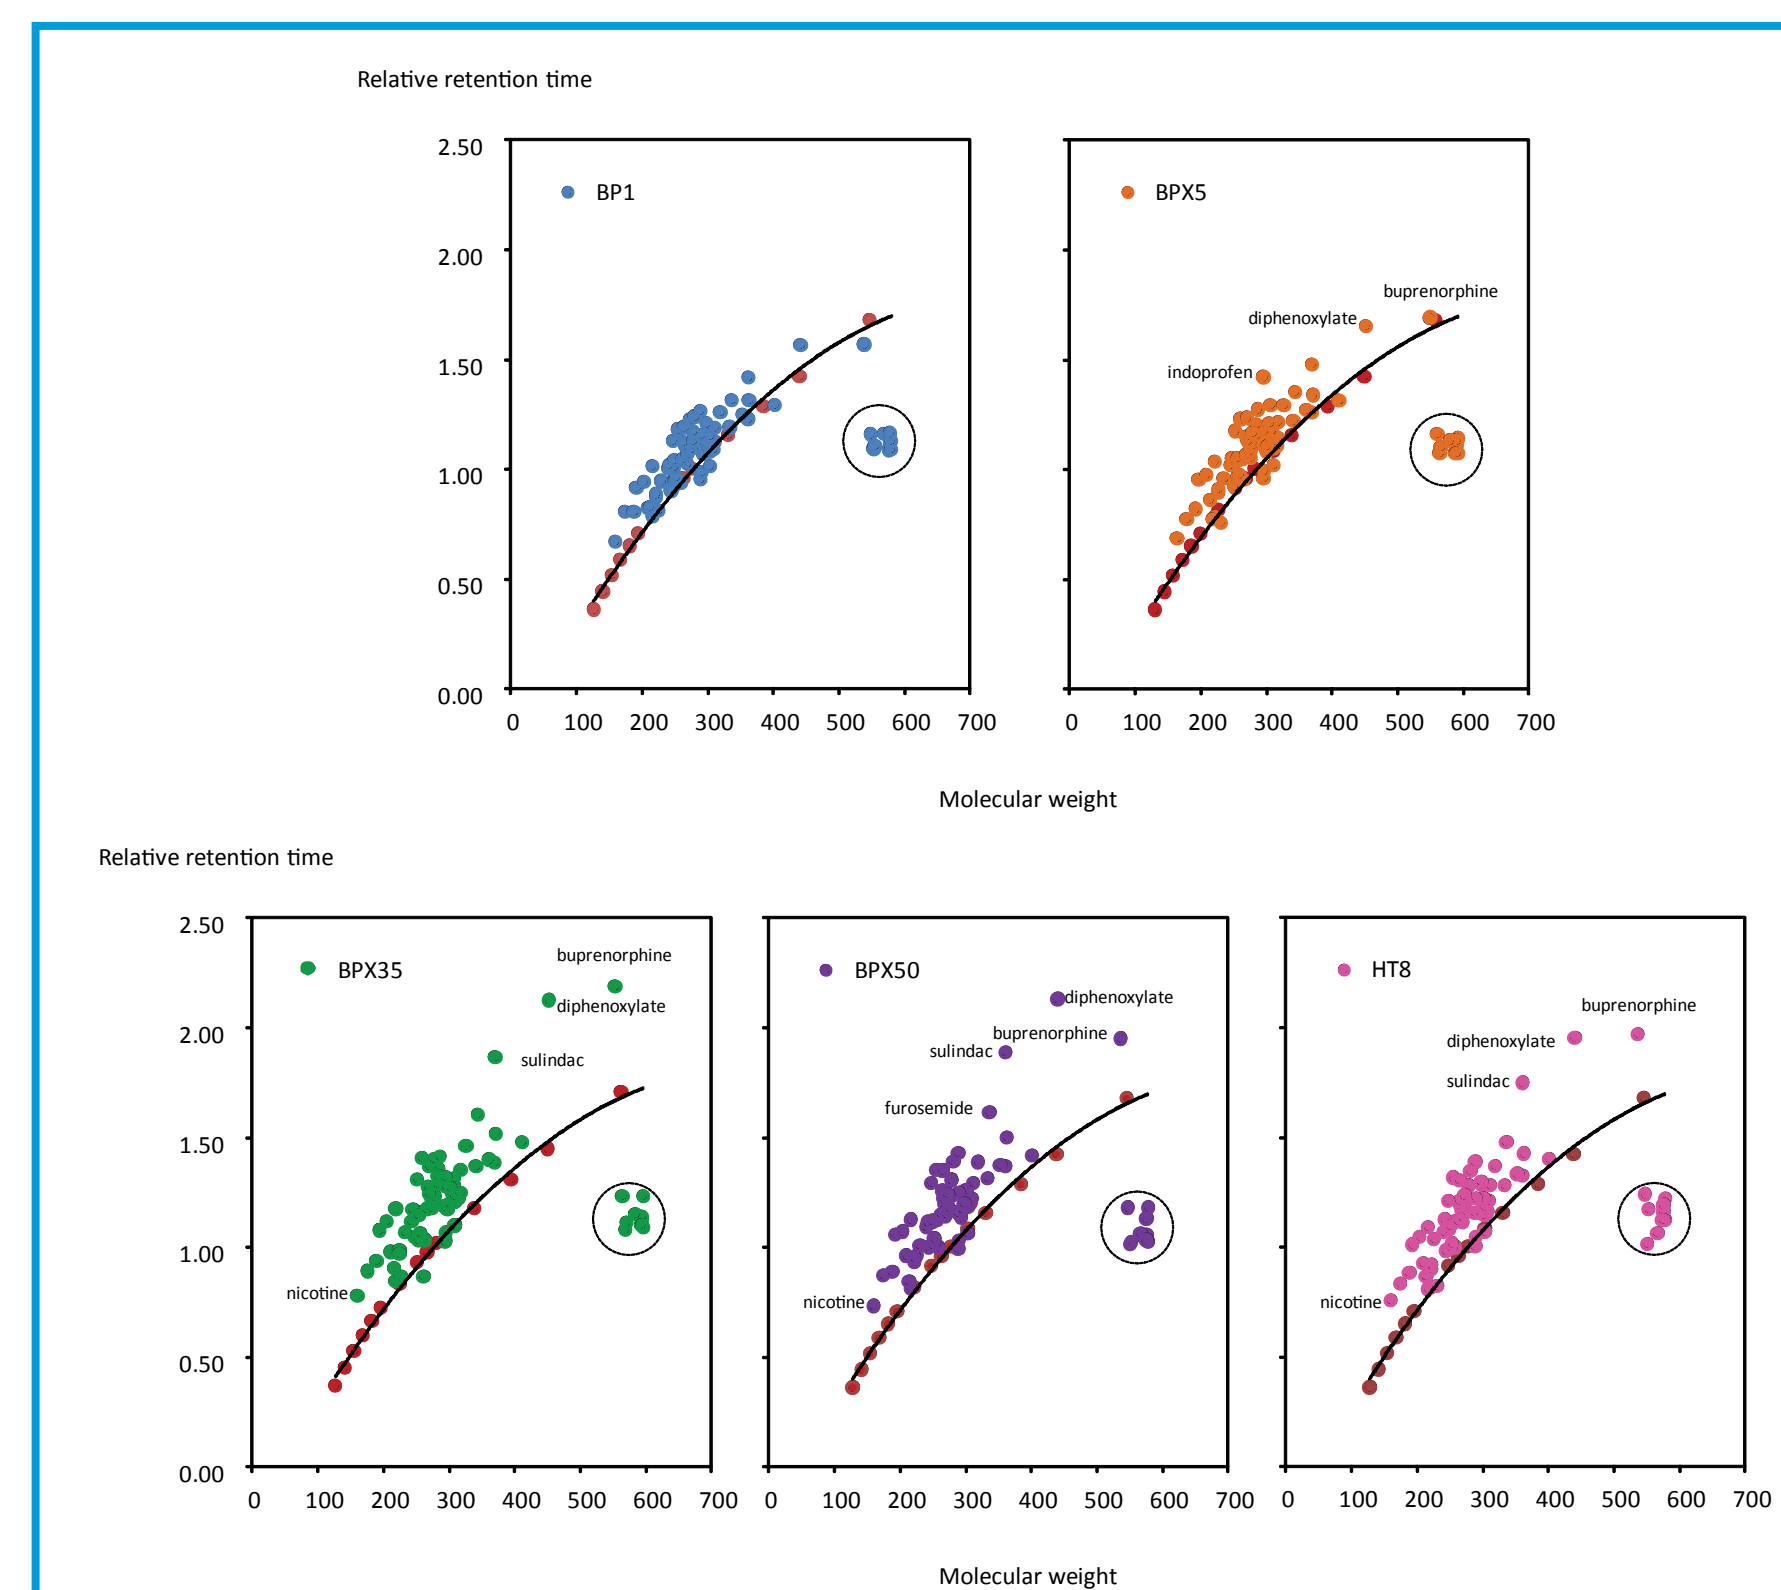 Relative retention time
2.50
2.00
1.50
1.00
0.50
0.00
BP1
0 100 200 300 400 500 600 700
BPX5
buprenorphine
diphenoxylate
indoprofen
0 100 200 300 400 500 600 700
Molecular weight
Relative retention time
2.50
2.00
1.50
1.00
0.50
0.00
BPX35
buprenorphine
diphenoxylate
sulindac
nicotine
0 100 200 300 400 500 600 700
BPX50
diphenoxylate
buprenorphine
sulindac
furosemide
nicotine
0 100 200 300 400 500 600 700
HT8
buprenorphine
diphenoxylate
sulindac
nicotine
0 100 200 300 400 500 600 700
Molecular weight